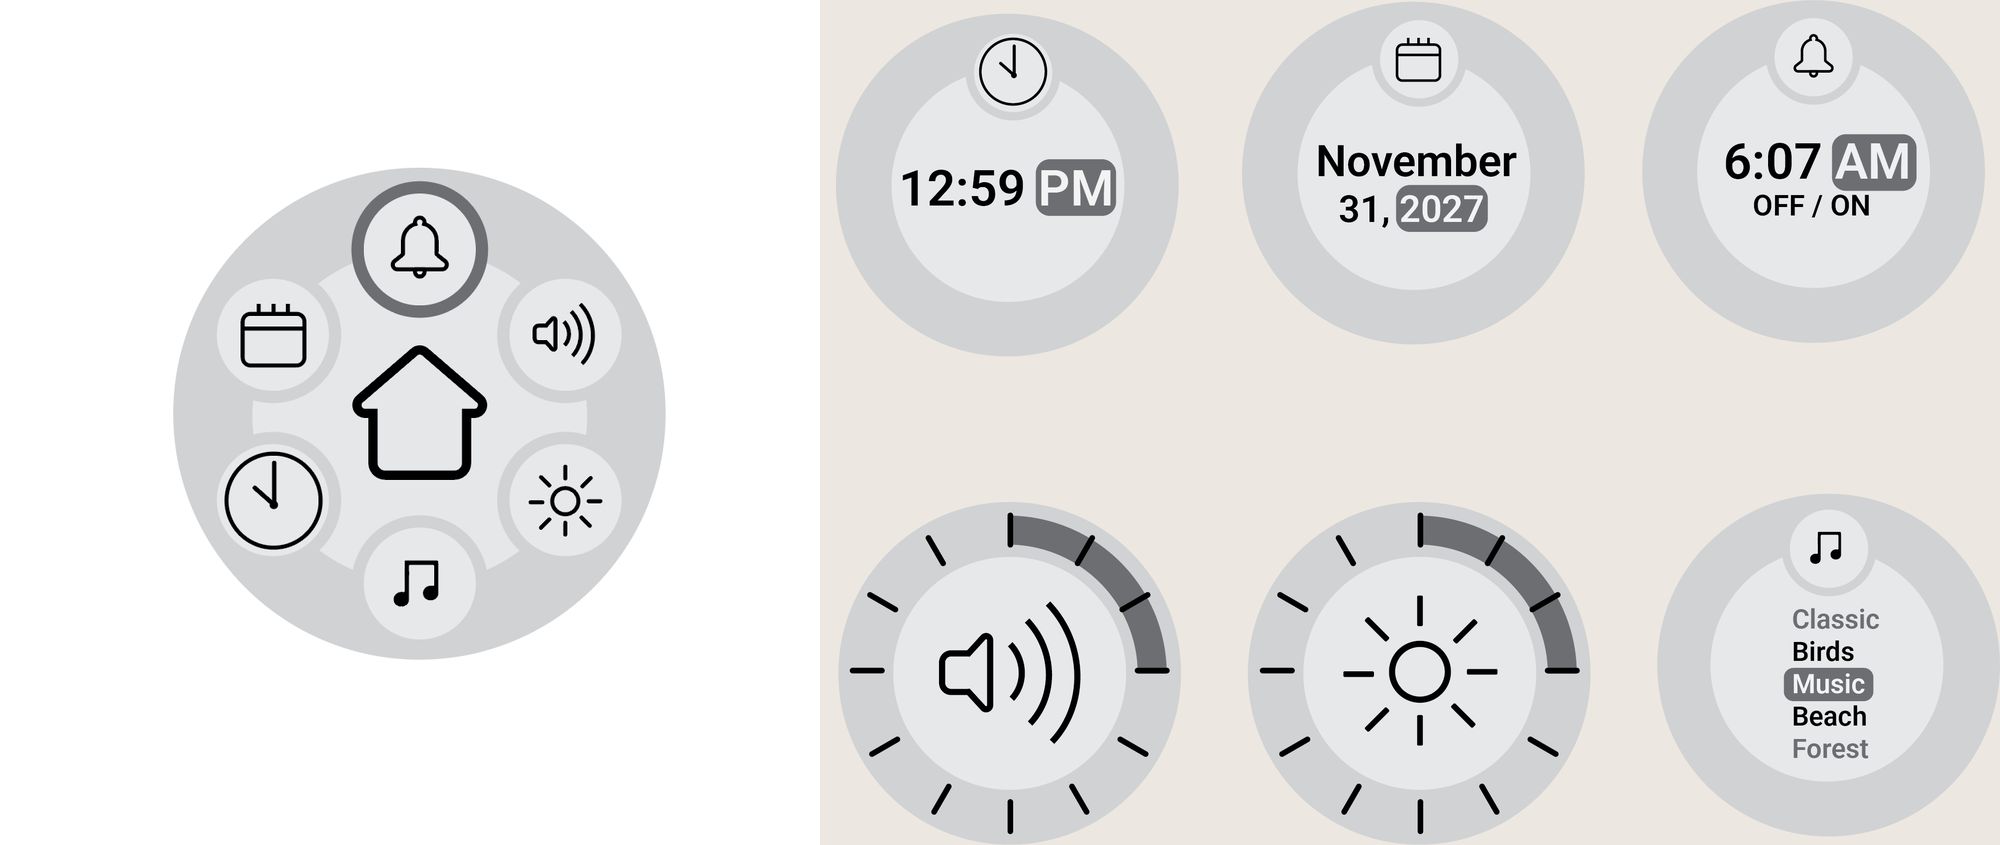 12:59 PM
November
31, 2027
6:07 AM
OFF / ON
Classic
Birds
Music
Beach
Forest